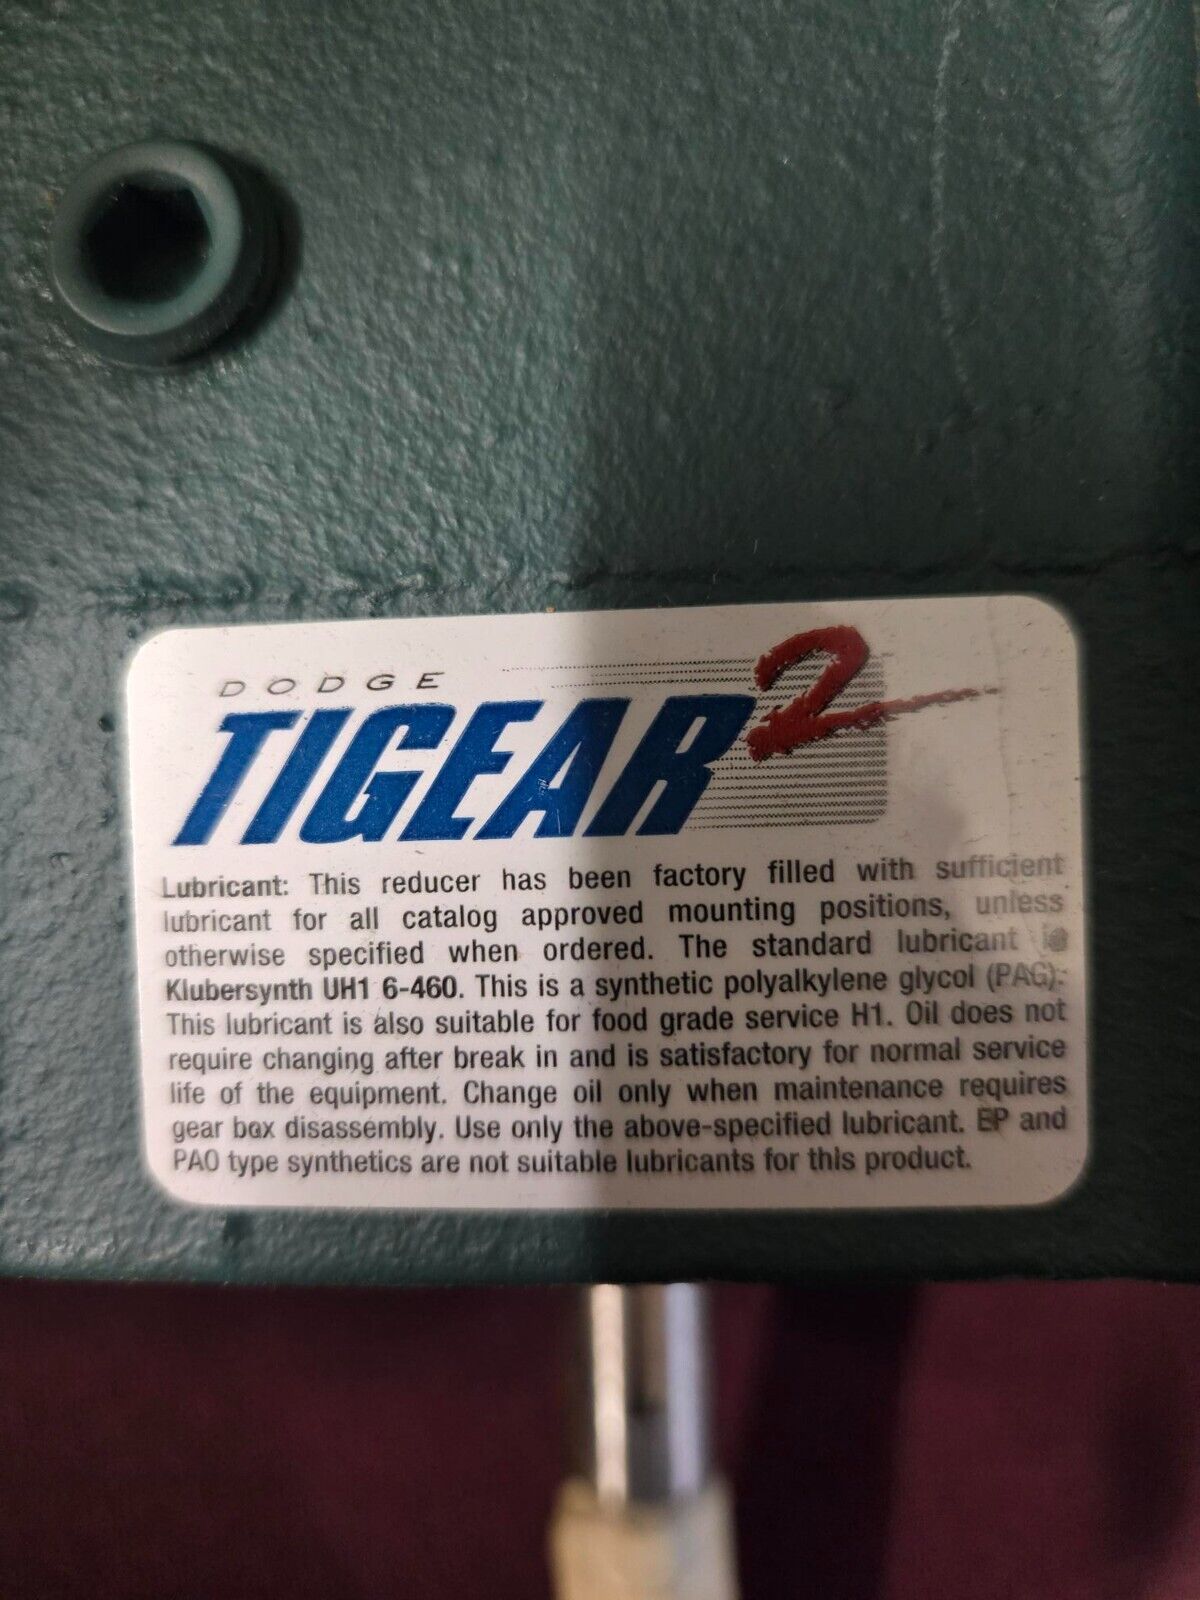 DODGE
TIGEAR 2
Lubricant: This reducer has been factory filled with sufficient
lubricant for all catalog approved mounting positions, unless
otherwise specified when ordered. The standard lubricant is
Klubersynth UH1 6-460. This is a synthetic polyalkylene glycol (PAG).
This lubricant is also suitable for food grade service H1. Oil does not
require changing after break in and is satisfactory for normal service
life of the equipment. Change oil only when maintenance requires
gear box disassembly. Use only the above-specified lubricant. EP and
PAO type synthetics are not suitable lubricants for this product.